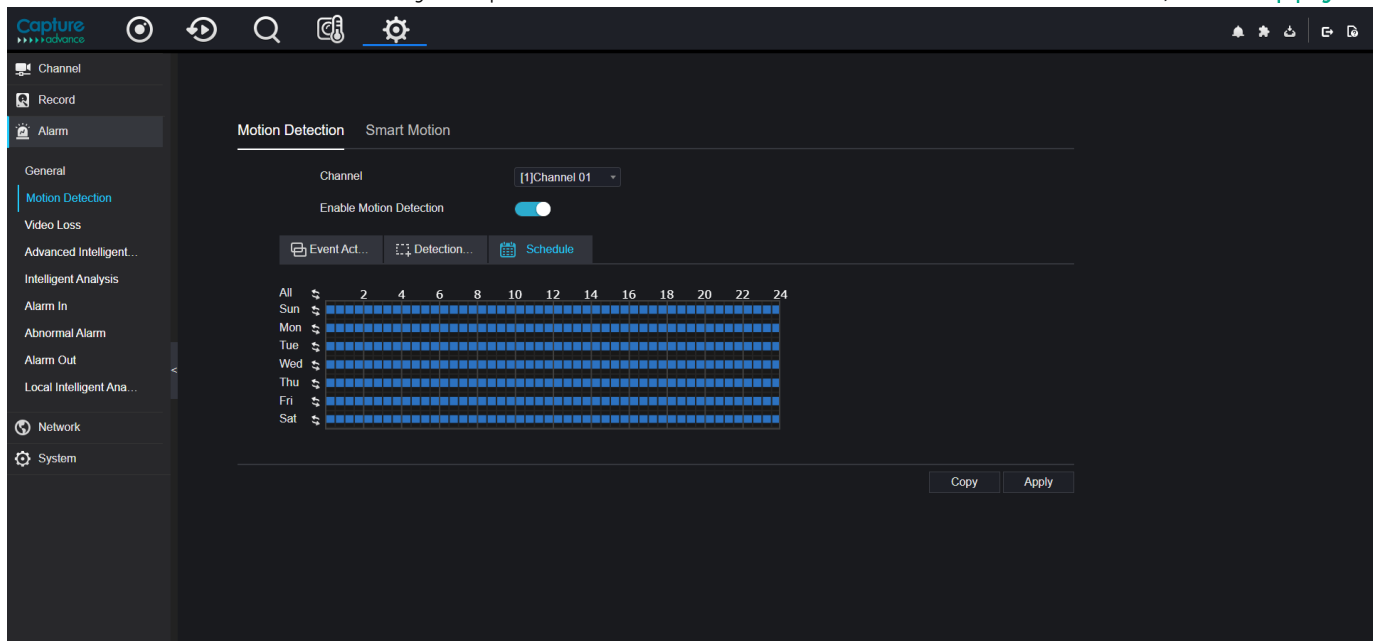 Capture
advance
Channel
Record
Alarm
General
Motion Detection
Video Loss
Advanced Intelligent...
Intelligent Analysis
Alarm In
Abnormal Alarm
Alarm Out
Local Intelligent Ana...
Network
System
<
Motion Detection Smart Motion
Channel [1]Channel 01
Enable Motion Detection
Event Act... Detection... Schedule
All 2 4 6 8 10 12 14 16 18 20 22 24
Sun
Mon
Tue
Wed
Thu
Fri
Sat
Copy Apply